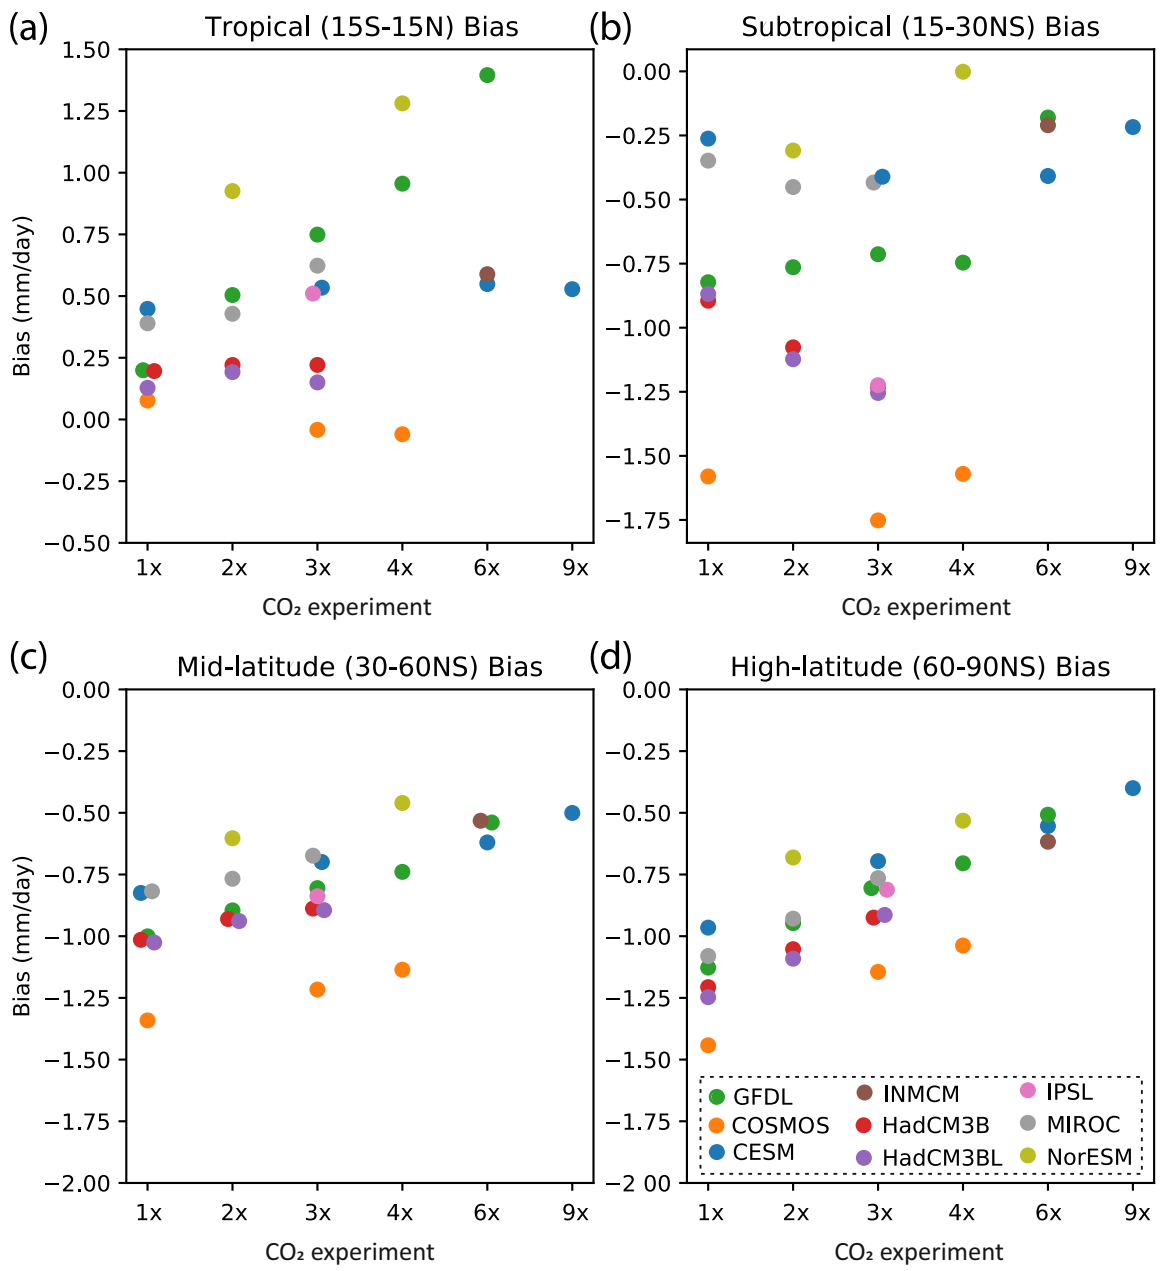 (a) Tropical (15S-15N) Bias
1.50
1.25
1.00
0.75
0.50
0.25
0.00
−0.25
−0.50
Bias (mm/day)
1x 2x 3x 4x 6x 9x
CO₂ experiment
(b) Subtropical (15-30NS) Bias
0.00
−0.25
−0.50
−0.75
−1.00
−1.25
−1.50
−1.75
1x 2x 3x 4x 6x 9x
CO₂ experiment
(c) Mid-latitude (30-60NS) Bias
0.00
−0.25
−0.50
−0.75
−1.00
−1.25
−1.50
−1.75
−2.00
Bias (mm/day)
1x 2x 3x 4x 6x 9x
CO₂ experiment
(d) High-latitude (60-90NS) Bias
0.00
−0.25
−0.50
−0.75
−1.00
−1.25
−1.50
−1.75
−2 00
GFDL INMCM IPSL
COSMOS HadCM3B MIROC
CESM HadCM3BL NorESM
1x 2x 3x 4x 6x 9x
CO₂ experiment